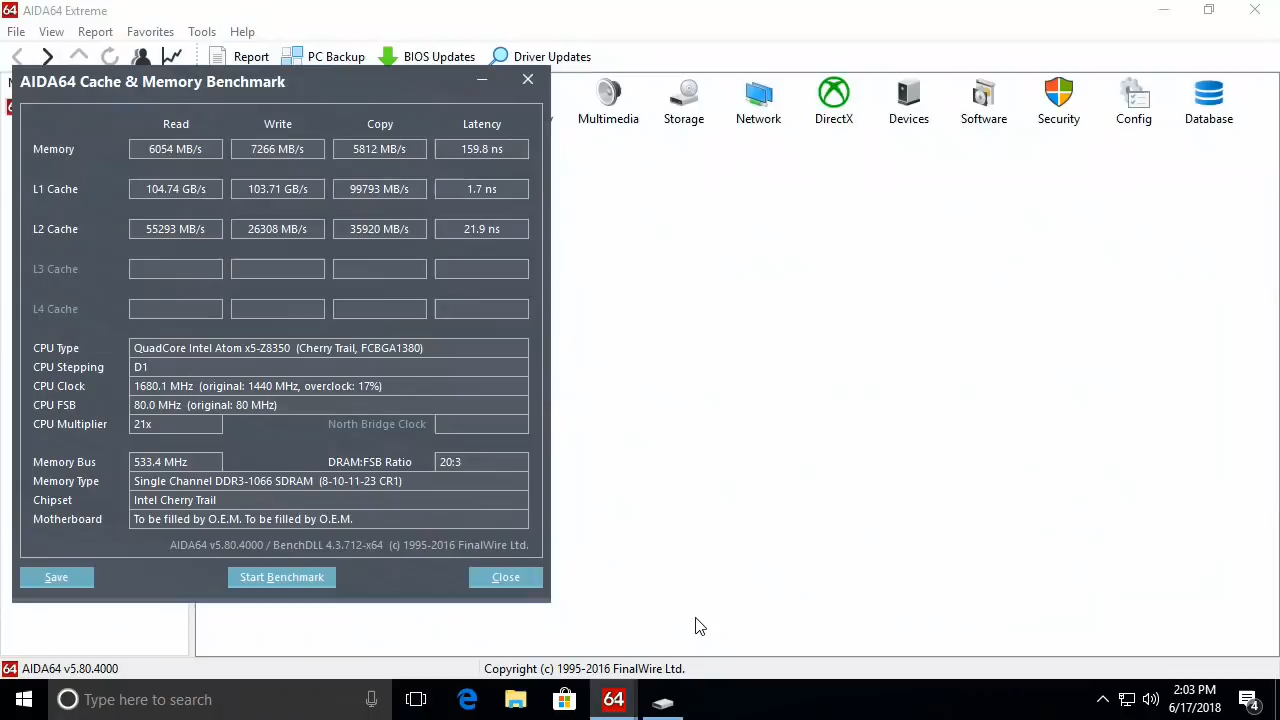 64 AIDA64 Extreme
File View Report Favorites Tools Help
Report PC Backup BIOS Updates Driver Updates
AIDA64 Cache & Memory Benchmark
Multimedia Storage Network DirectX Devices Software Security Config Database
Read Write Copy Latency
Memory 6054 MB/s 7266 MB/s 5812 MB/s 159.8 ns
L1 Cache 104.74 GB/s 103.71 GB/s 99793 MB/s 1.7 ns
L2 Cache 55293 MB/s 26308 MB/s 35920 MB/s 21.9 ns
L3 Cache
L4 Cache
CPU Type QuadCore Intel Atom x5-Z8350 (Cherry Trail, FCBGA1380)
CPU Stepping D1
CPU Clock 1680.1 MHz (original: 1440 MHz, overclock: 17%)
CPU FSB 80.0 MHz (original: 80 MHz)
CPU Multiplier 21x North Bridge Clock
Memory Bus 533.4 MHz DRAM:FSB Ratio 20:3
Memory Type Single Channel DDR3-1066 SDRAM (8-10-11-23 CR1)
Chipset Intel Cherry Trail
Motherboard To be filled by O.E.M. To be filled by O.E.M.
AIDA64 v5.80.4000 / BenchDLL 4.3.712-x64 (c) 1995-2016 FinalWire Ltd.
Save Start Benchmark Close
64 AIDA64 v5.80.4000 Copyright (c) 1995-2016 FinalWire Ltd.
Type here to search 64 2:03 PM
6/17/2018 4